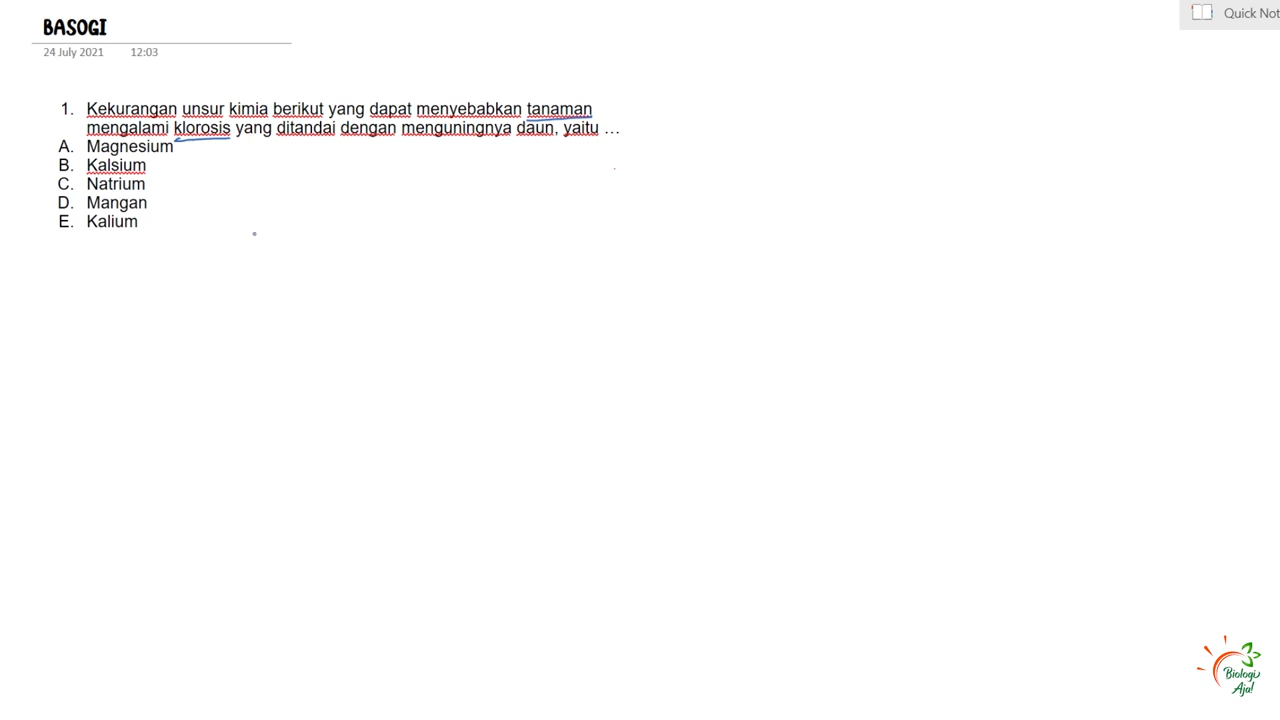 BASOGI
Quick Not
24 July 2021 12:03
1. Kekurangan unsur kimia berikut yang dapat menyebabkan tanaman
mengalami klorosis yang ditandai dengan menguningnya daun, yaitu …
A. Magnesium
B. Kalsium
C. Natrium
D. Mangan
E. Kalium
Biologi
Aja!